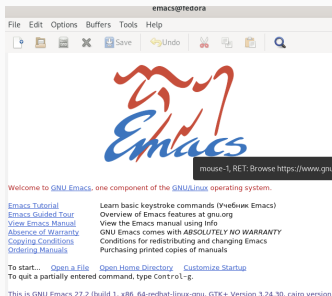 emacs@fedora
File Edit Options Buffers Tools Help
Save Undo
Emacs
mouse-1, RET: Browse https://www.gnu
Welcome to GNU Emacs, one component of the GNU/Linux operating system.
Emacs Tutorial Learn basic keystroke commands (Учебник Emacs)
Emacs Guided Tour Overview of Emacs features at gnu.org
View Emacs Manual View the Emacs manual using Info
Absence of Warranty GNU Emacs comes with ABSOLUTELY NO WARRANTY
Copying Conditions Conditions for redistributing and changing Emacs
Ordering Manuals Purchasing printed copies of manuals
To start... Open a File Open Home Directory Customize Startup
To quit a partially entered command, type Control-g.
This is GNU Emacs 27.2 (build 1, x86_64-redhat-linux-gnu, GTK+ Version 3.24.30, cairo version